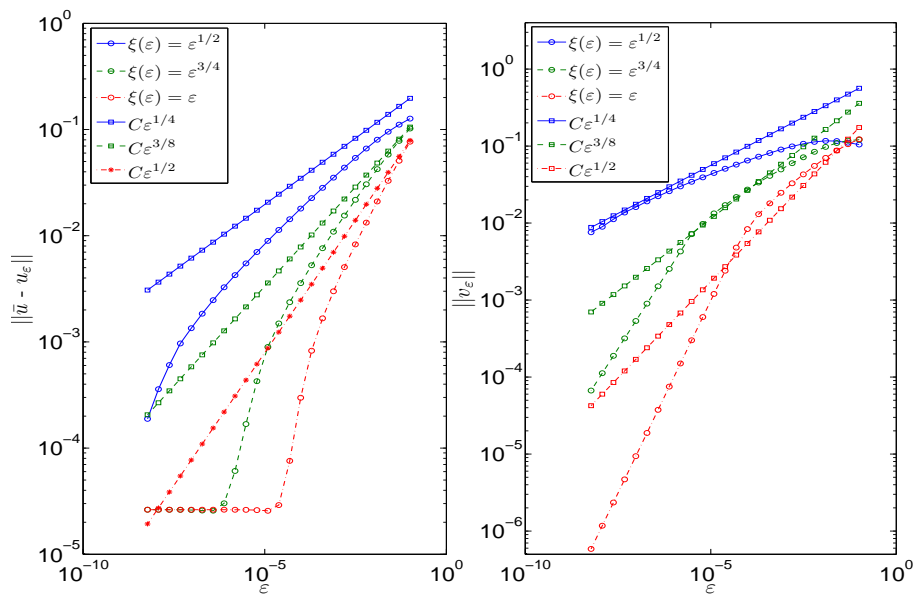 10^0
10^{-1}
10^{-2}
10^{-3}
10^{-4}
10^{-5}
||ū - u_ε||
ξ(ε) = ε^{1/2}
ξ(ε) = ε^{3/4}
ξ(ε) = ε
Cε^{1/4}
Cε^{3/8}
Cε^{1/2}
10^{-10}
10^{-5}
10^0
ε
10^0
10^{-1}
10^{-2}
10^{-3}
10^{-4}
10^{-5}
10^{-6}
||v_ε||
ξ(ε) = ε^{1/2}
ξ(ε) = ε^{3/4}
ξ(ε) = ε
Cε^{1/4}
Cε^{3/8}
Cε^{1/2}
10^{-10}
10^{-5}
10^0
ε